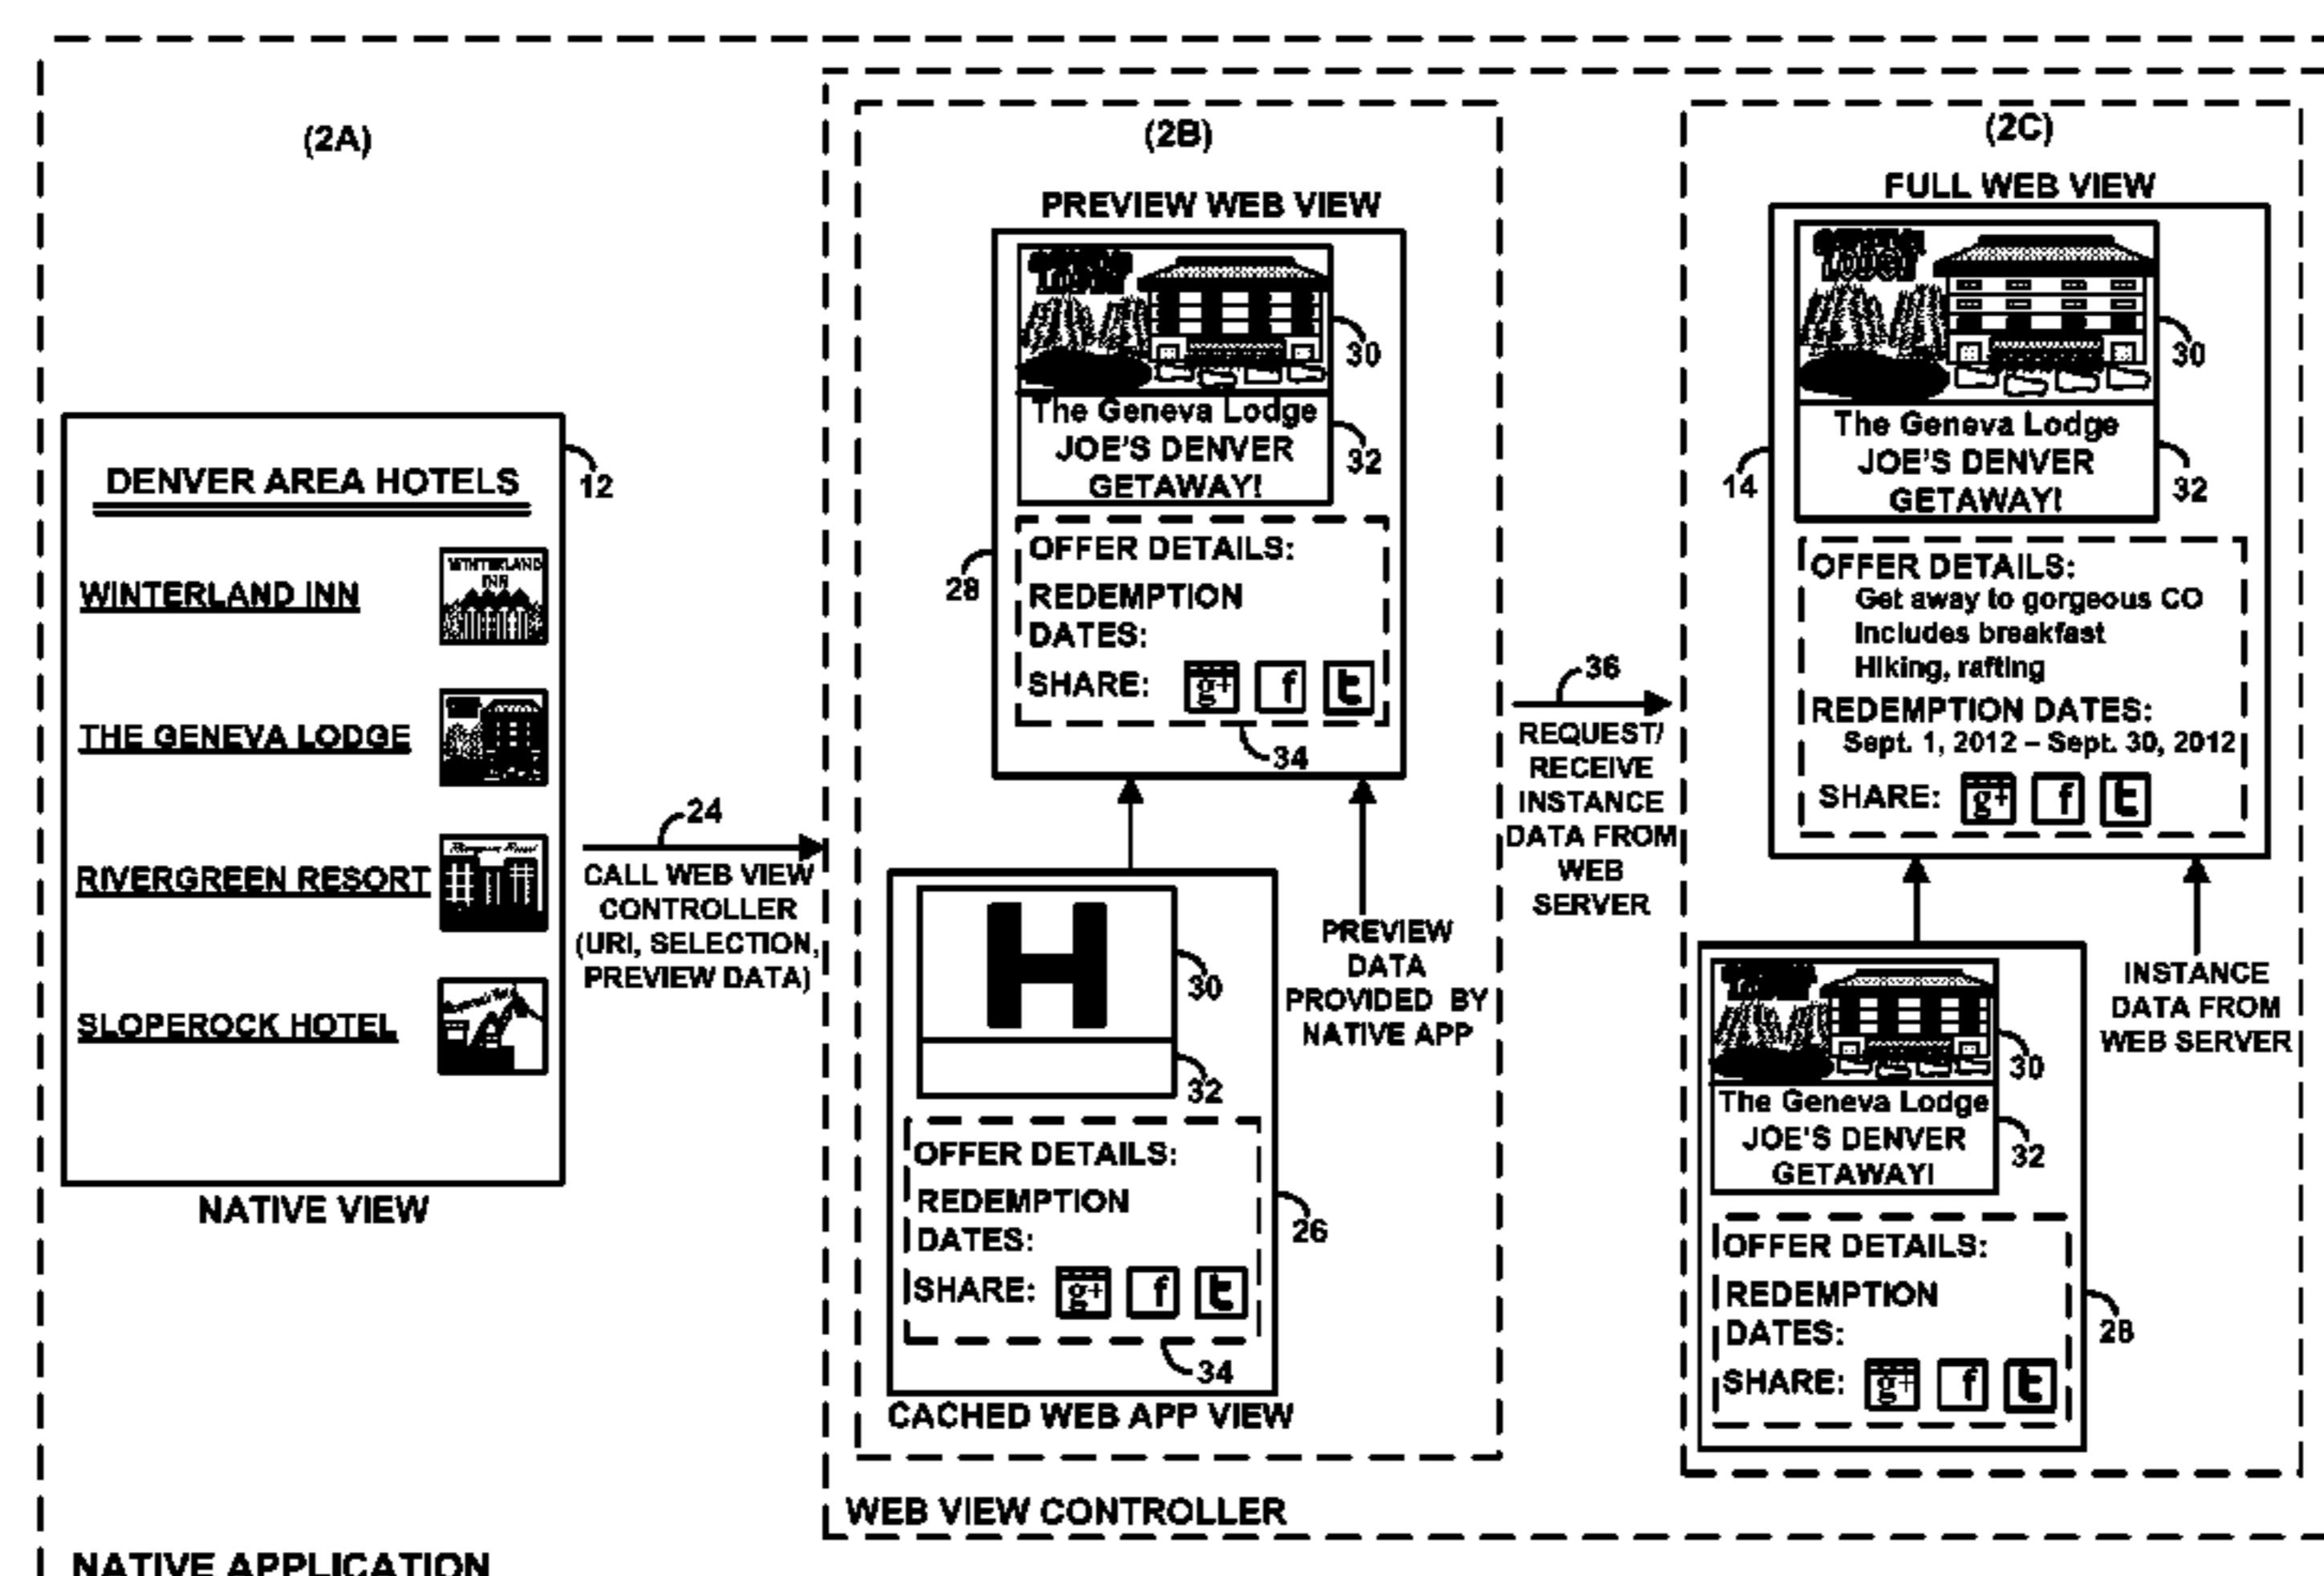 (2A)
DENVER AREA HOTELS
12
WINTERLAND INN
WINTERLAND
INN
THE GENEVA LODGE
RIVERGREEN RESORT
SLOPEROCK HOTEL
NATIVE VIEW
24
CALL WEB VIEW
CONTROLLER
(URI, SELECTION,
PREVIEW DATA)
(2B)
PREVIEW WEB VIEW
30
The Geneva Lodge
JOE'S DENVER
GETAWAY!
32
28
OFFER DETAILS:
REDEMPTION
DATES:
SHARE: g+ f t
34
PREVIEW
DATA
PROVIDED BY
NATIVE APP
H
30
32
OFFER DETAILS:
REDEMPTION
DATES:
SHARE: g+ f t
26
34
CACHED WEB APP VIEW
36
REQUEST/
RECEIVE
INSTANCE
DATA FROM
WEB
SERVER
(2C)
FULL WEB VIEW
30
The Geneva Lodge
JOE'S DENVER
GETAWAY!
32
14
OFFER DETAILS:
Get away to gorgeous CO
Includes breakfast
Hiking, rafting
REDEMPTION DATES:
Sept. 1, 2012 – Sept. 30, 2012
SHARE: g+ f t
INSTANCE
DATA FROM
WEB SERVER
30
The Geneva Lodge
JOE'S DENVER
GETAWAY!
32
OFFER DETAILS:
REDEMPTION
DATES:
SHARE: g+ f t
28
WEB VIEW CONTROLLER
NATIVE APPLICATION